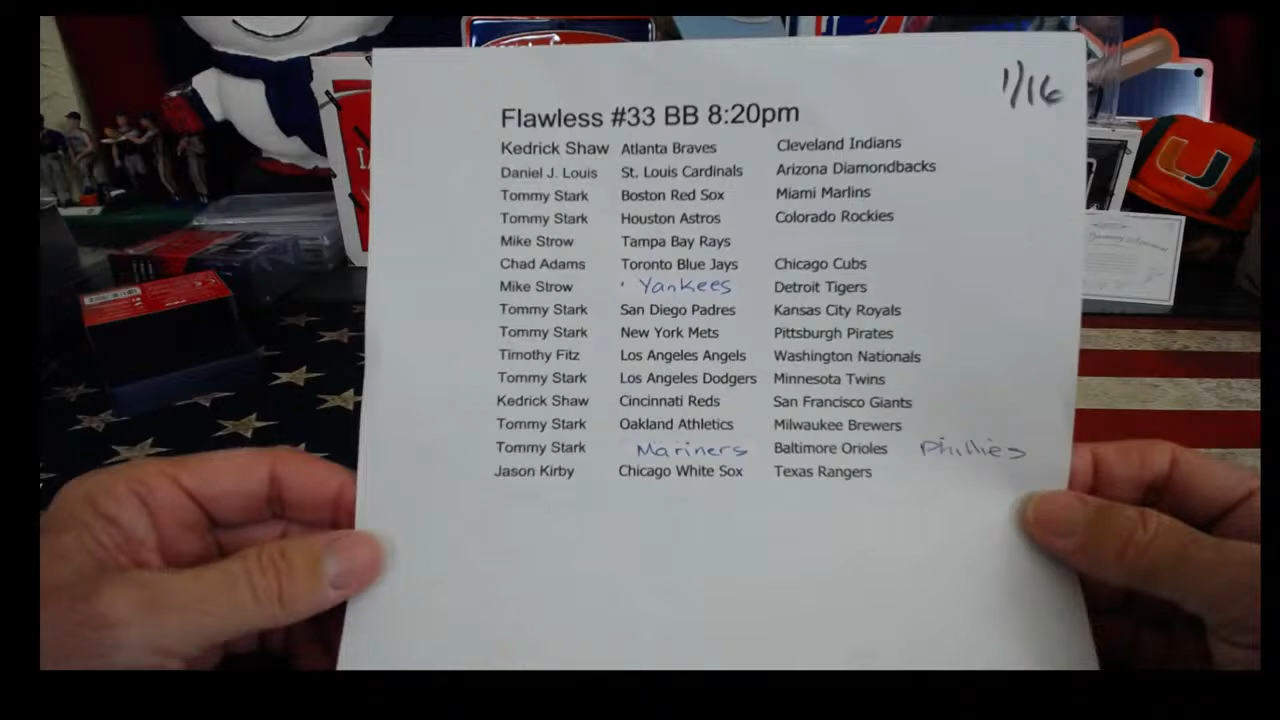 1/16
Flawless #33 BB 8:20pm
Kedrick Shaw Atlanta Braves Cleveland Indians
Daniel J. Louis St. Louis Cardinals Arizona Diamondbacks
Tommy Stark Boston Red Sox Miami Marlins
Tommy Stark Houston Astros Colorado Rockies
Mike Strow Tampa Bay Rays
Chad Adams Toronto Blue Jays Chicago Cubs
Mike Strow Yankees Detroit Tigers
Tommy Stark San Diego Padres Kansas City Royals
Tommy Stark New York Mets Pittsburgh Pirates
Timothy Fitz Los Angeles Angels Washington Nationals
Tommy Stark Los Angeles Dodgers Minnesota Twins
Kedrick Shaw Cincinnati Reds San Francisco Giants
Tommy Stark Oakland Athletics Milwaukee Brewers
Tommy Stark Mariners Baltimore Orioles Phillies
Jason Kirby Chicago White Sox Texas Rangers